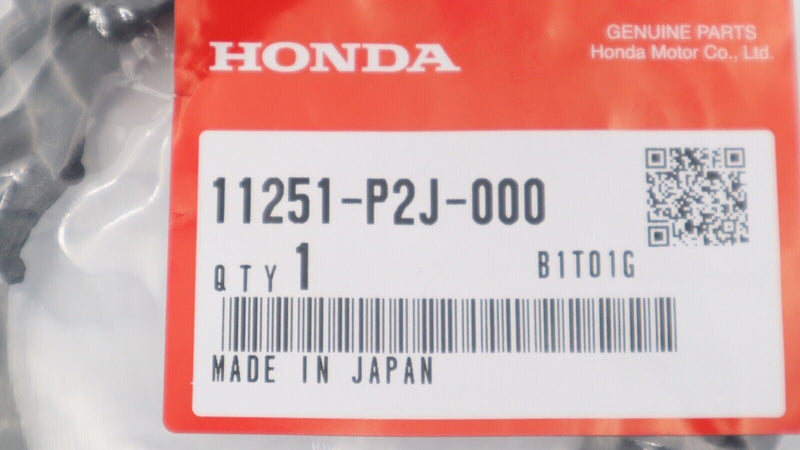 HONDA
GENUINE PARTS
Honda Motor Co., Ltd.
11251-P2J-000
QTY 1
B1T01G
MADE IN JAPAN